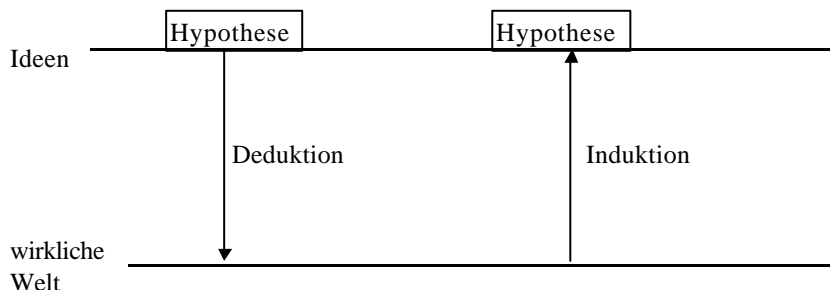 Hypothese
Hypothese
Ideen
Deduktion
Induktion
wirkliche
Welt